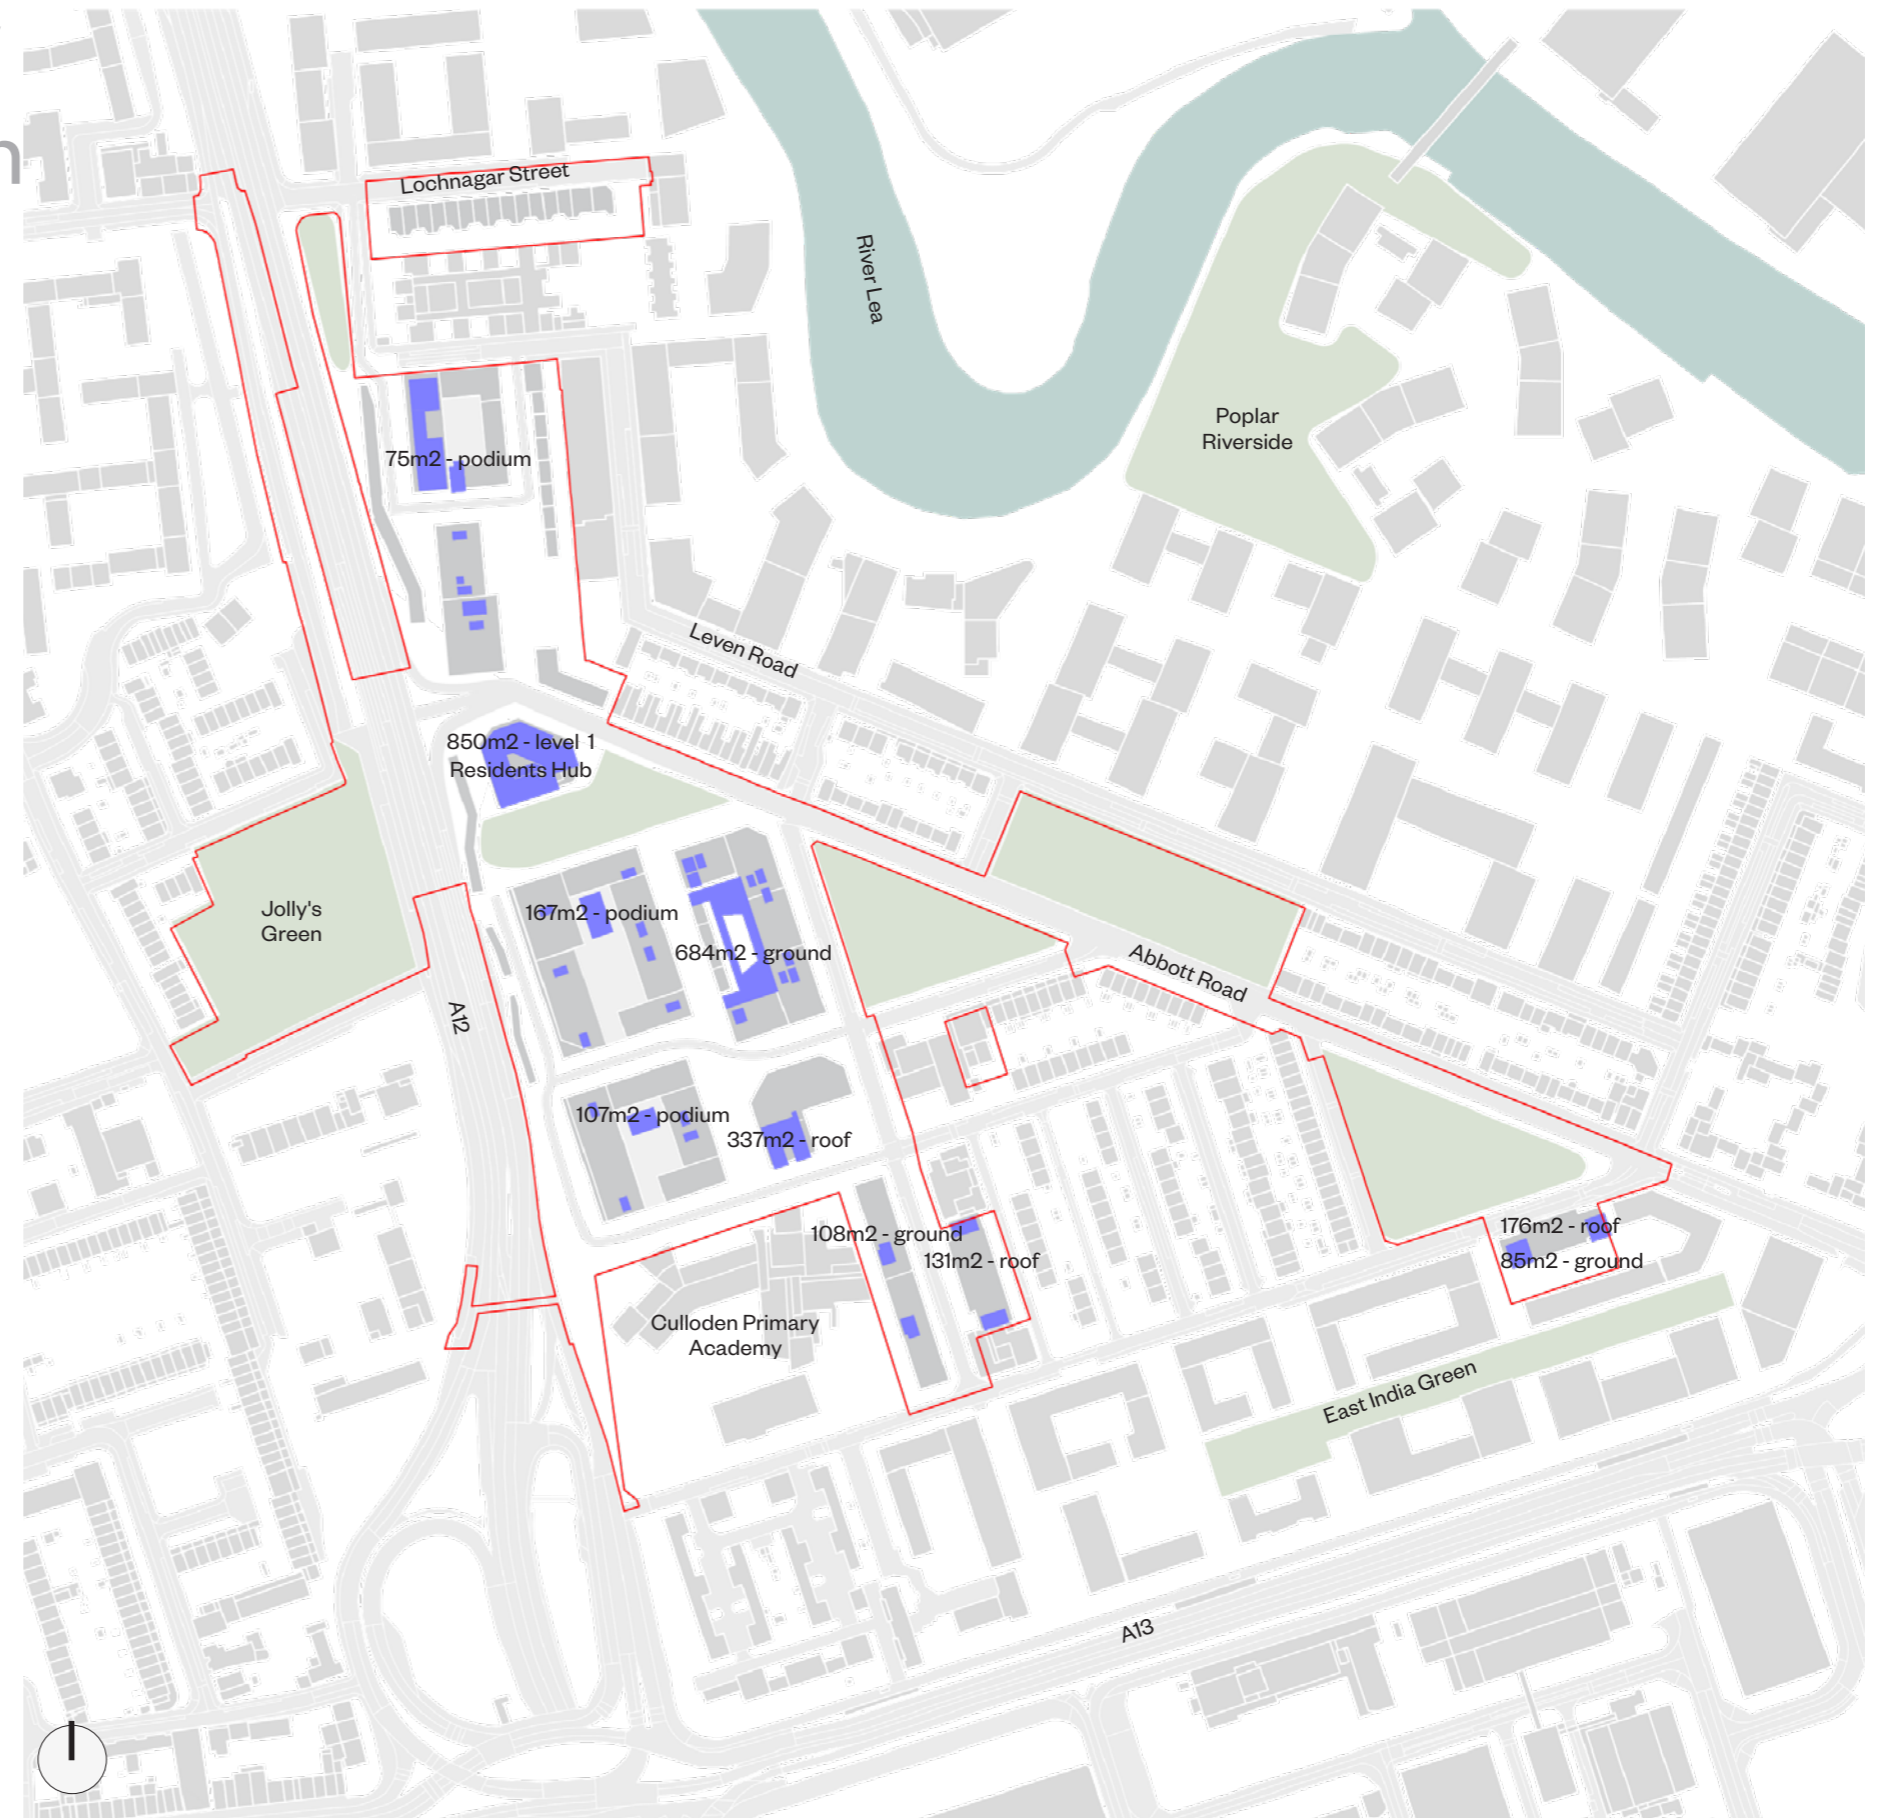 n
Lochnagar Street
River Lea
Poplar
Riverside
75m2 - podium
Leven Road
850m2 - level 1
Residents Hub
Jolly's
Green
167m2 - podium
684m2 - ground
Abbott Road
A12
107m2 - podium
337m2 - roof
108m2 - ground
131m2 - roof
176m2 - roof
85m2 - ground
Culloden Primary
Academy
East India Green
A13